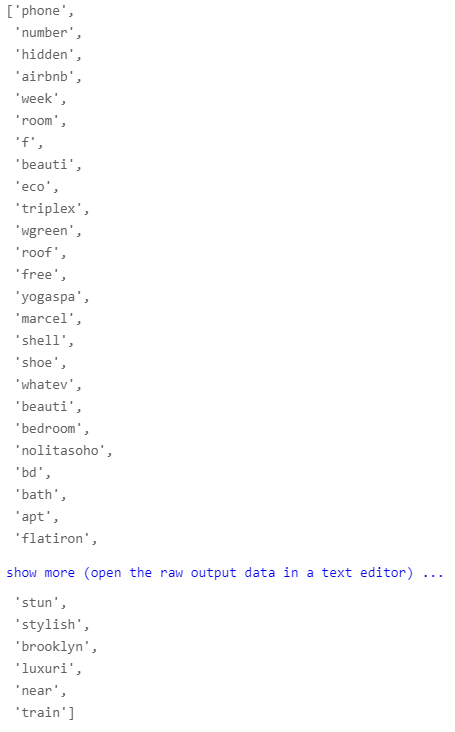 ['phone',
'number',
'hidden',
'airbnb',
'week',
'room',
'f',
'beauti',
'eco',
'triplex',
'wgreen',
'roof',
'free',
'yogaspa',
'marcel',
'shell',
'shoe',
'whatev',
'beauti',
'bedroom',
'nolitasoho',
'bd',
'bath',
'apt',
'flatiron',
show more (open the raw output data in a text editor) ...
'stun',
'stylish',
'brooklyn',
'luxuri',
'near',
'train']